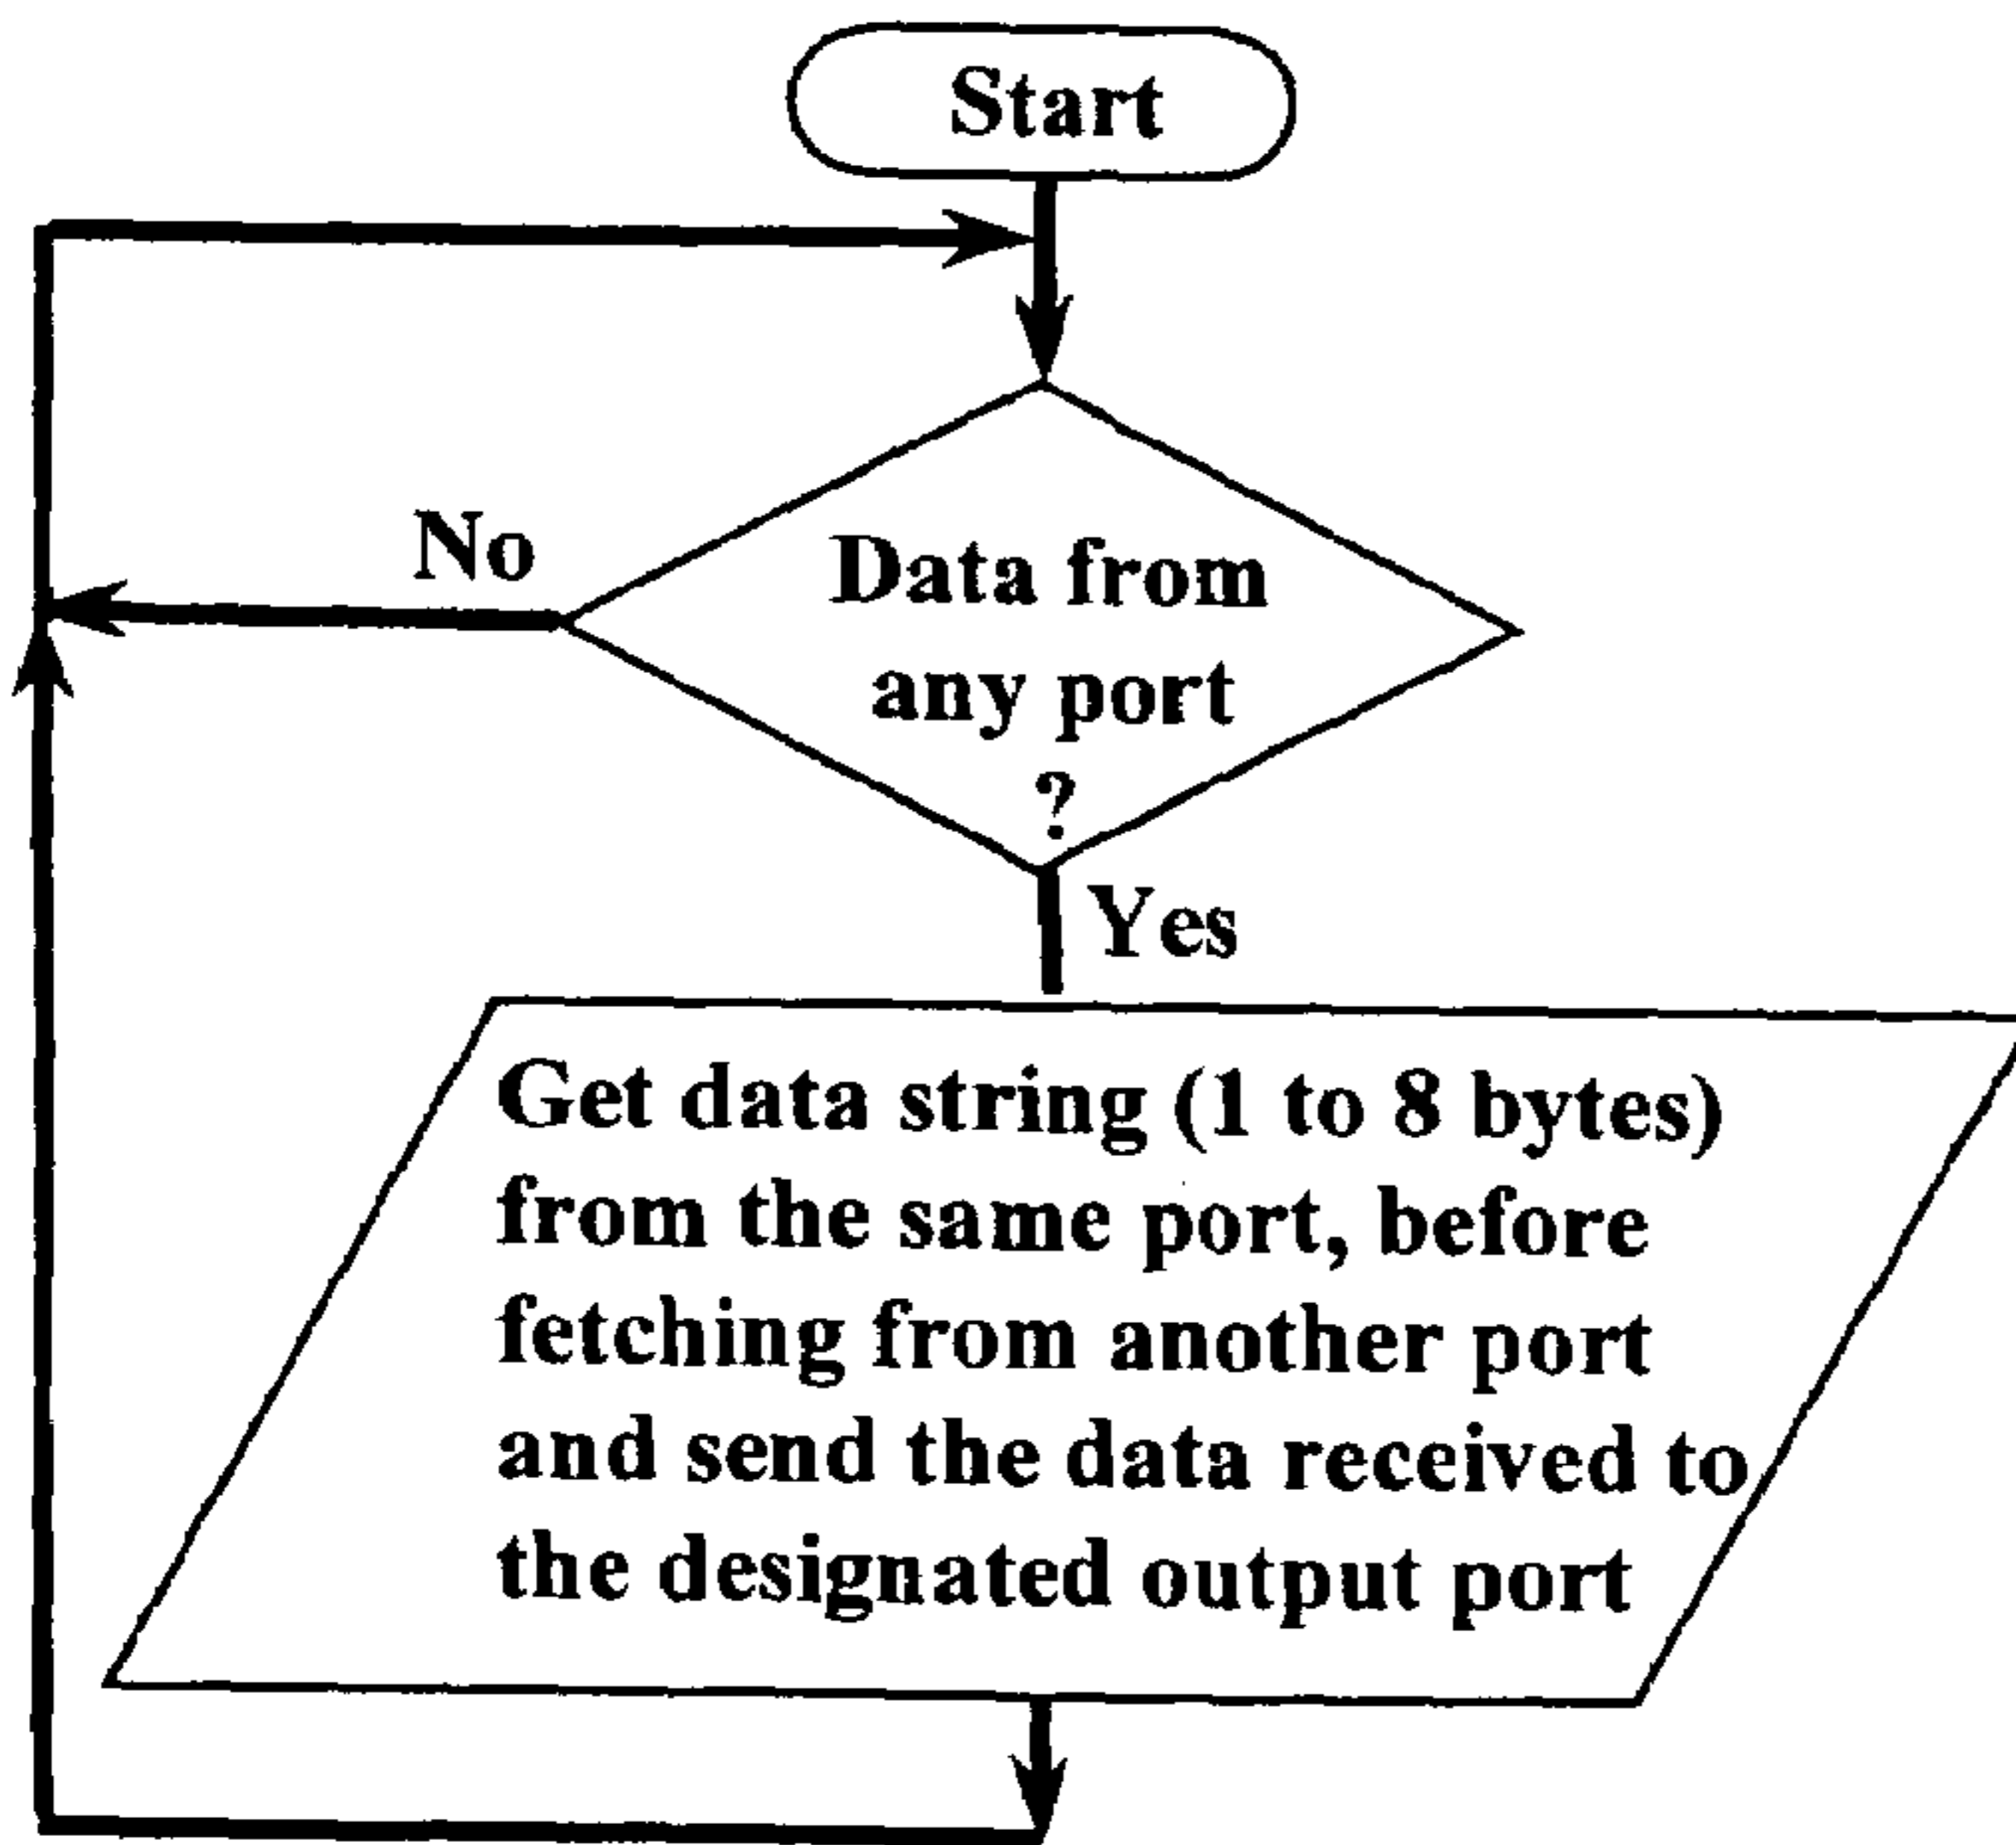 Start
No
Data from
any port
?
Yes
Get data string (1 to 8 bytes)
from the same port, before
fetching from another port
and send the data received to
the designated output port